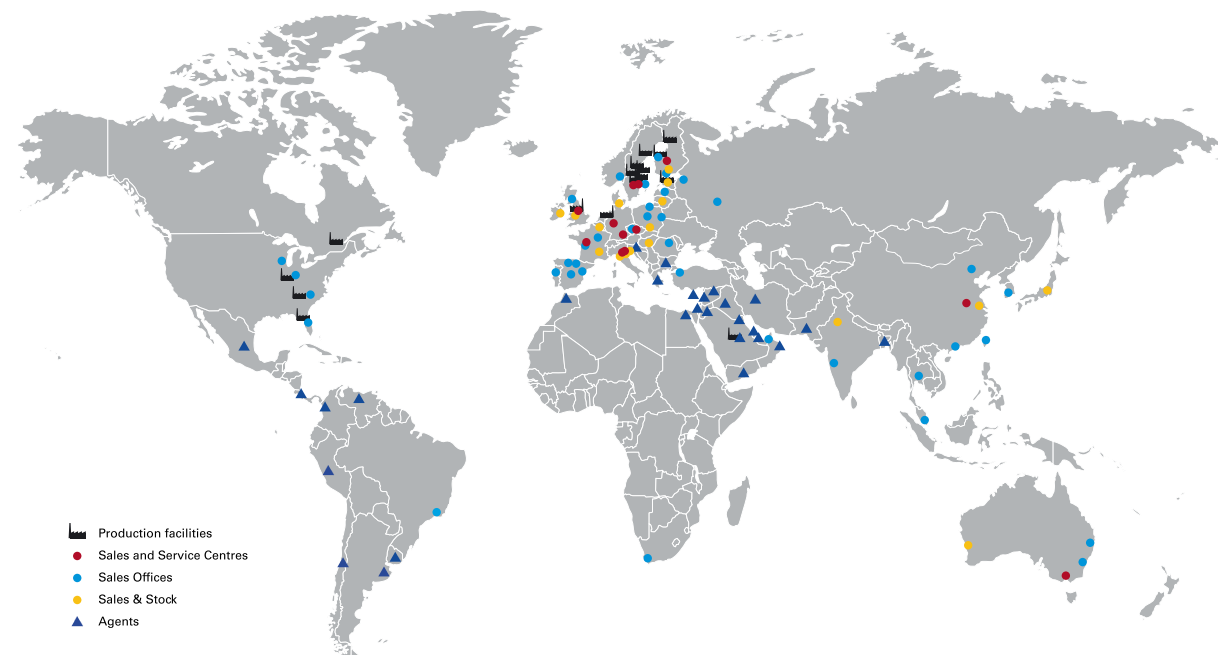 Production facilities
Sales and Service Centres
Sales Offices
Sales & Stock
Agents